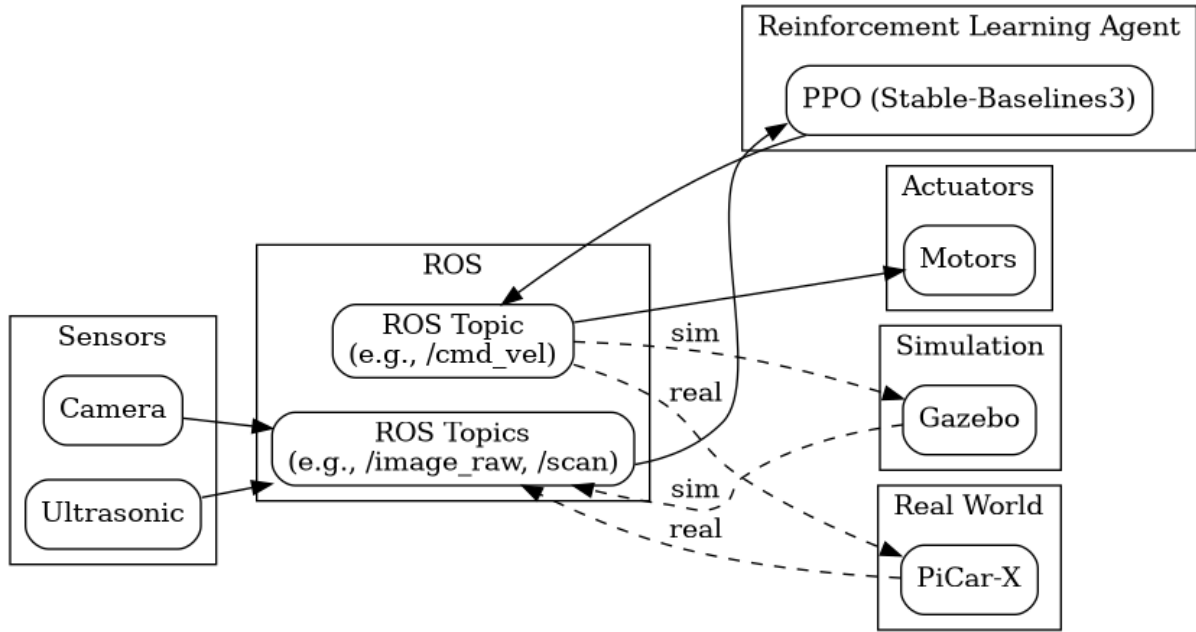 Reinforcement Learning Agent
PPO (Stable-Baselines3)
Actuators
Motors
ROS
ROS Topic
(e.g., /cmd_vel)
sim
real
Sensors
Camera
Ultrasonic
ROS Topics
(e.g., /image_raw, /scan)
sim
real
Simulation
Gazebo
Real World
PiCar-X